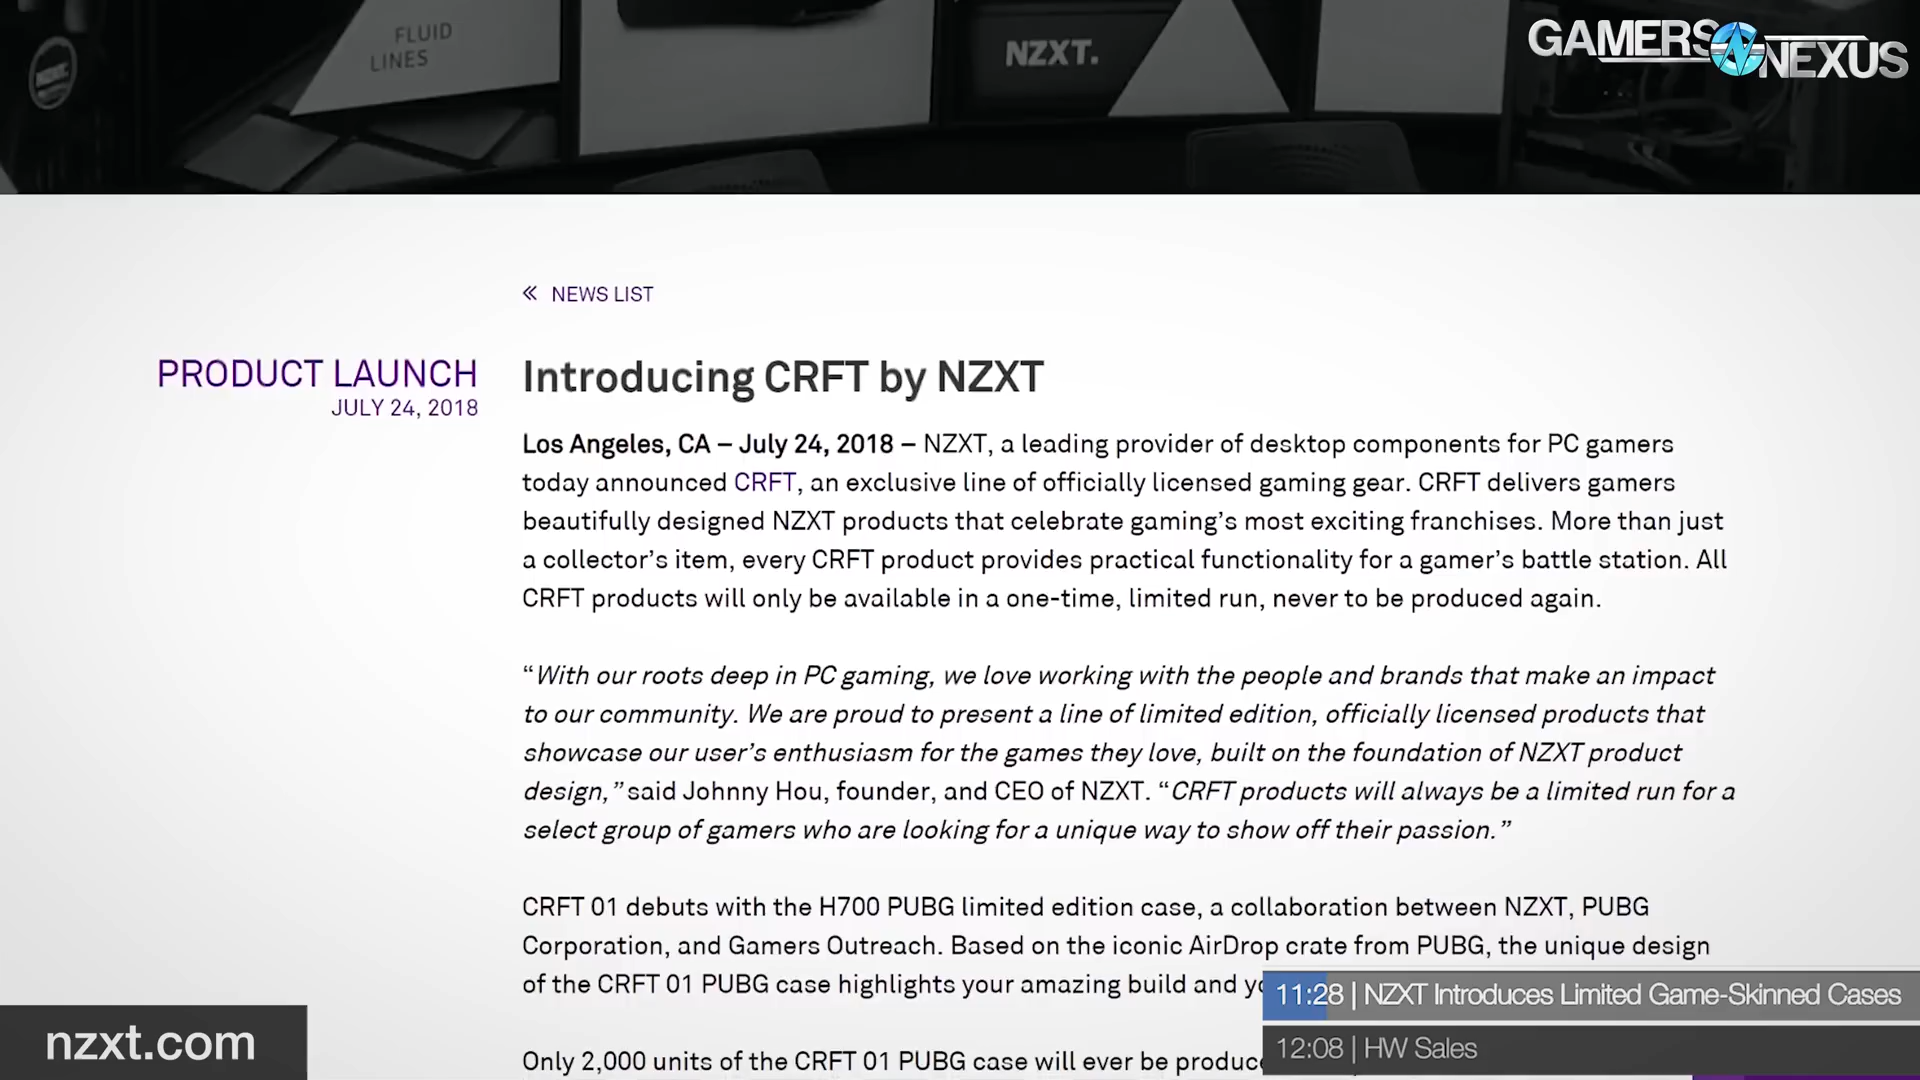 FLUID
LINES
NZXT.
GAMERS NEXUS
« NEWS LIST
PRODUCT LAUNCH
JULY 24, 2018
Introducing CRFT by NZXT
Los Angeles, CA – July 24, 2018 – NZXT, a leading provider of desktop components for PC gamers
today announced CRFT, an exclusive line of officially licensed gaming gear. CRFT delivers gamers
beautifully designed NZXT products that celebrate gaming’s most exciting franchises. More than just
a collector’s item, every CRFT product provides practical functionality for a gamer’s battle station. All
CRFT products will only be available in a one-time, limited run, never to be produced again.
“With our roots deep in PC gaming, we love working with the people and brands that make an impact
to our community. We are proud to present a line of limited edition, officially licensed products that
showcase our user’s enthusiasm for the games they love, built on the foundation of NZXT product
design,” said Johnny Hou, founder, and CEO of NZXT. “CRFT products will always be a limited run for a
select group of gamers who are looking for a unique way to show off their passion.”
CRFT 01 debuts with the H700 PUBG limited edition case, a collaboration between NZXT, PUBG
Corporation, and Gamers Outreach. Based on the iconic AirDrop crate from PUBG, the unique design
of the CRFT 01 PUBG case highlights your amazing build and
Only 2,000 units of the CRFT 01 PUBG case will ever be
11:28 | NZXT Introduces Limited Game-Skinned Cases
12:08 | HW Sales
nzxt.com